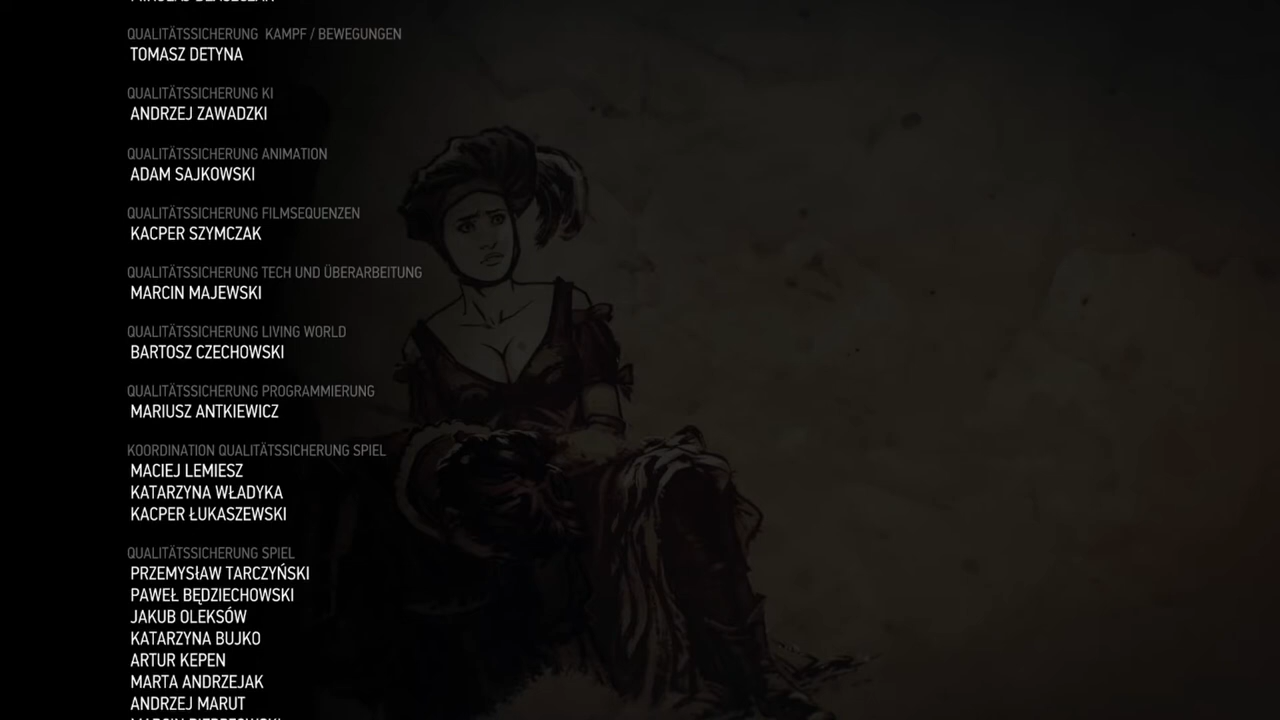 QUALITÄTSSICHERUNG KAMPF / BEWEGUNGEN
TOMASZ DETYNA
QUALITÄTSSICHERUNG KI
ANDRZEJ ZAWADZKI
QUALITÄTSSICHERUNG ANIMATION
ADAM SAJKOWSKI
QUALITÄTSSICHERUNG FILMSEQUENZEN
KACPER SZYMCZAK
QUALITÄTSSICHERUNG TECH UND ÜBERARBEITUNG
MARCIN MAJEWSKI
QUALITÄTSSICHERUNG LIVING WORLD
BARTOSZ CZECHOWSKI
QUALITÄTSSICHERUNG PROGRAMMIERUNG
MARIUSZ ANTKIEWICZ
KOORDINATION QUALITÄTSSICHERUNG SPIEL
MACIEJ LEMIESZ
KATARZYNA WŁADYKA
KACPER ŁUKASZEWSKI
QUALITÄTSSICHERUNG SPIEL
PRZEMYSŁAW TARCZYŃSKI
PAWEŁ BĘDZIECHOWSKI
JAKUB OLEKSÓW
KATARZYNA BUJKO
ARTUR KEPEN
MARTA ANDRZEJAK
ANDRZEJ MARUT